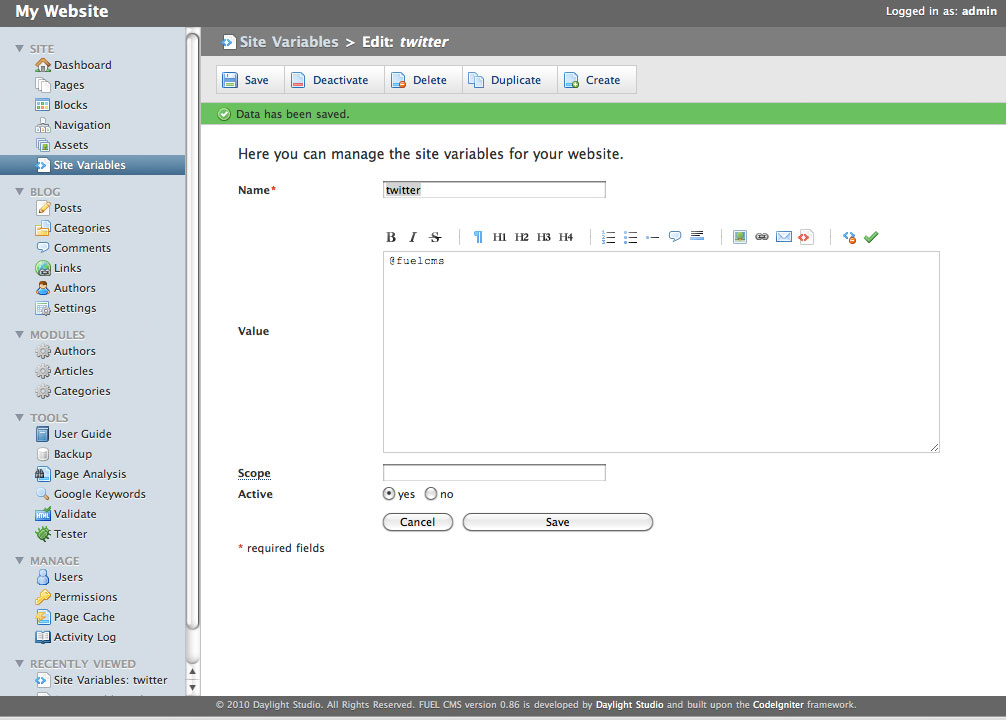 My Website
Logged in as: admin
SITE
Dashboard
Pages
Blocks
Navigation
Assets
Site Variables
BLOG
Posts
Categories
Comments
Links
Authors
Settings
MODULES
Authors
Articles
Categories
TOOLS
User Guide
Backup
Page Analysis
Google Keywords
Validate
Tester
MANAGE
Users
Permissions
Page Cache
Activity Log
RECENTLY VIEWED
Site Variables: twitter
Site Variables > Edit: twitter
Save Deactivate Delete Duplicate Create
Data has been saved.
Here you can manage the site variables for your website.
Name* twitter
B I S ¶ H1 H2 H3 H4
@fuelcms
Value
Scope
Active yes no
Cancel Save
* required fields
© 2010 Daylight Studio. All Rights Reserved. FUEL CMS version 0.86 is developed by Daylight Studio and built upon the CodeIgniter framework.